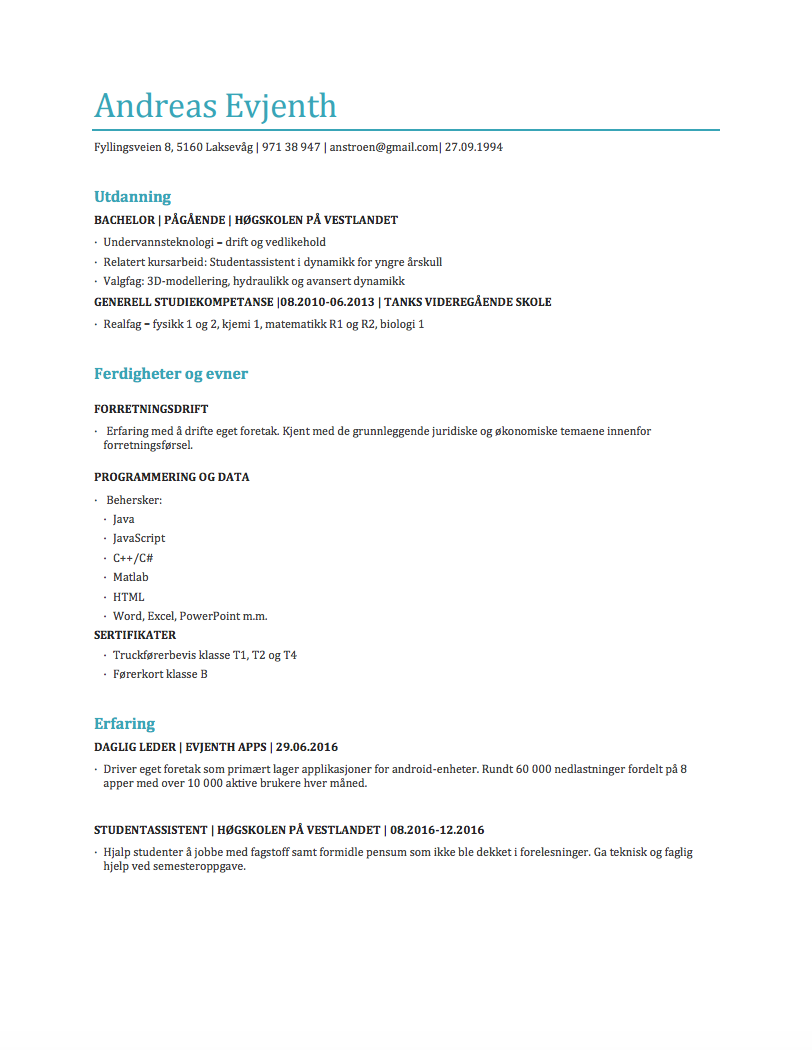 Andreas Evjenth
Fyllingsveien 8, 5160 Laksevåg | 971 38 947 | anstroen@gmail.com| 27.09.1994
Utdanning
BACHELOR | PÅGÅENDE | HØGSKOLEN PÅ VESTLANDET
· Undervannsteknologi – drift og vedlikehold
· Relatert kursarbeid: Studentassistent i dynamikk for yngre årskull
· Valgfag: 3D-modellering, hydraulikk og avansert dynamikk
GENERELL STUDIEKOMPETANSE |08.2010-06.2013 | TANKS VIDEREGÅENDE SKOLE
· Realfag – fysikk 1 og 2, kjemi 1, matematikk R1 og R2, biologi 1
Ferdigheter og evner
FORRETNINGSDRIFT
· Erfaring med å drifte eget foretak. Kjent med de grunnleggende juridiske og økonomiske temaene innenfor
forretningsførsel.
PROGRAMMERING OG DATA
· Behersker:
· Java
· JavaScript
· C++/C#
· Matlab
· HTML
· Word, Excel, PowerPoint m.m.
SERTIFIKATER
· Truckførerbevis klasse T1, T2 og T4
· Førerkort klasse B
Erfaring
DAGLIG LEDER | EVJENTH APPS | 29.06.2016
· Driver eget foretak som primært lager applikasjoner for android-enheter. Rundt 60 000 nedlastninger fordelt på 8
apper med over 10 000 aktive brukere hver måned.
STUDENTASSISTENT | HØGSKOLEN PÅ VESTLANDET | 08.2016-12.2016
· Hjalp studenter å jobbe med fagstoff samt formidle pensum som ikke ble dekket i forelesninger. Ga teknisk og faglig
hjelp ved semesteroppgave.